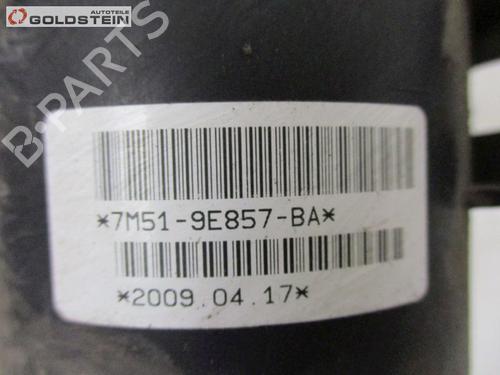 AUTOTEILE
GOLDSTEIN
B-PARTS
*7M51-9E857-BA*
*2009.04.17*